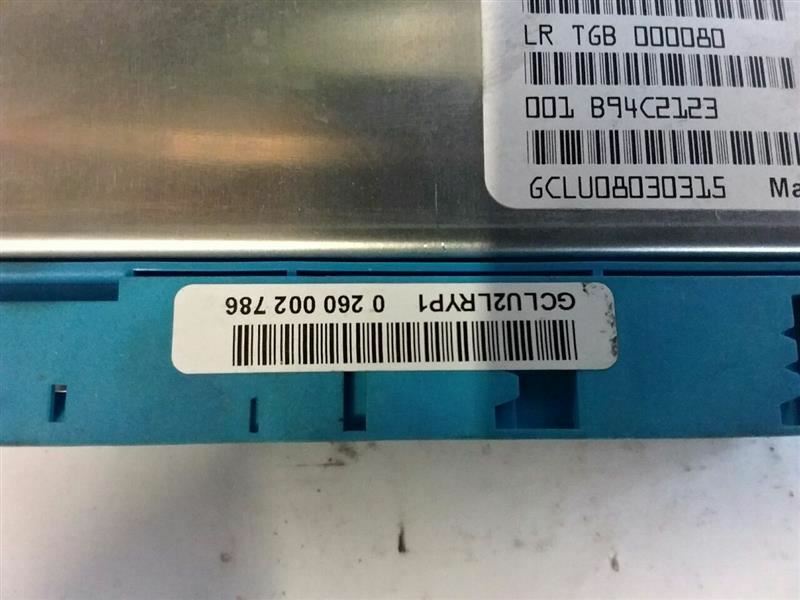 LR TGB 000080
001 B94C2123
GCLU08030315 Ma
GCLU2LRYP1 0 260 002 786